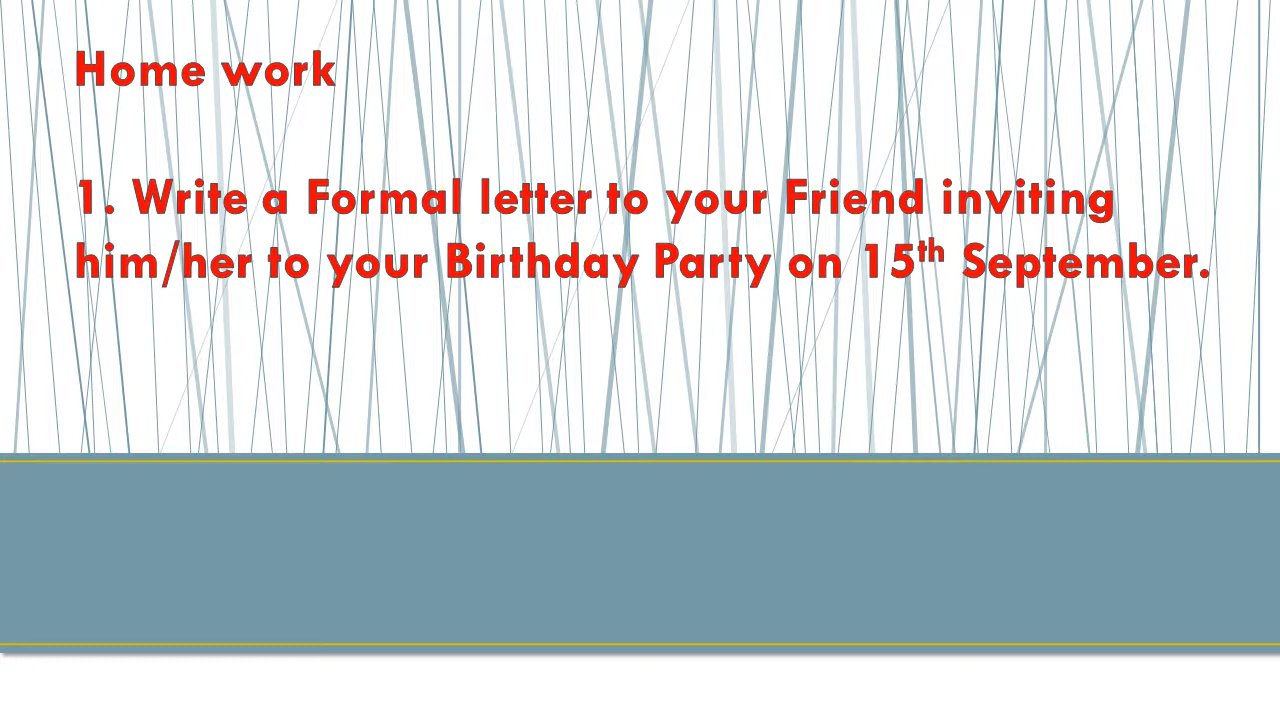 Home work
1. Write a Formal letter to your Friend inviting
him/her to your Birthday Party on 15th September.